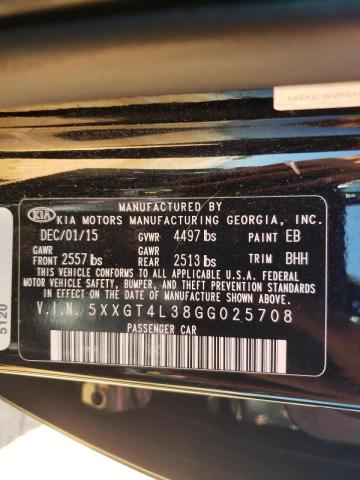 MANUFACTURED BY
KIA KIA MOTORS MANUFACTURING GEORGIA, INC.
DEC/01/15 GVWR 4497 lbs PAINT EB
GAWR FRONT 2557 lbs GAWR REAR 2513 lbs TRIM BHH
THIS VEHICLE CONFORMS TO ALL APPLICABLE U.S.A. FEDERAL
MOTOR VEHICLE SAFETY, BUMPER, AND THEFT STANDARDS
IN EFFECT ON THE DATE OF MANUFACTURE SHOWN ABOVE.
V.I.N. 5XXGT4L38GG025708
PASSENGER CAR
5120